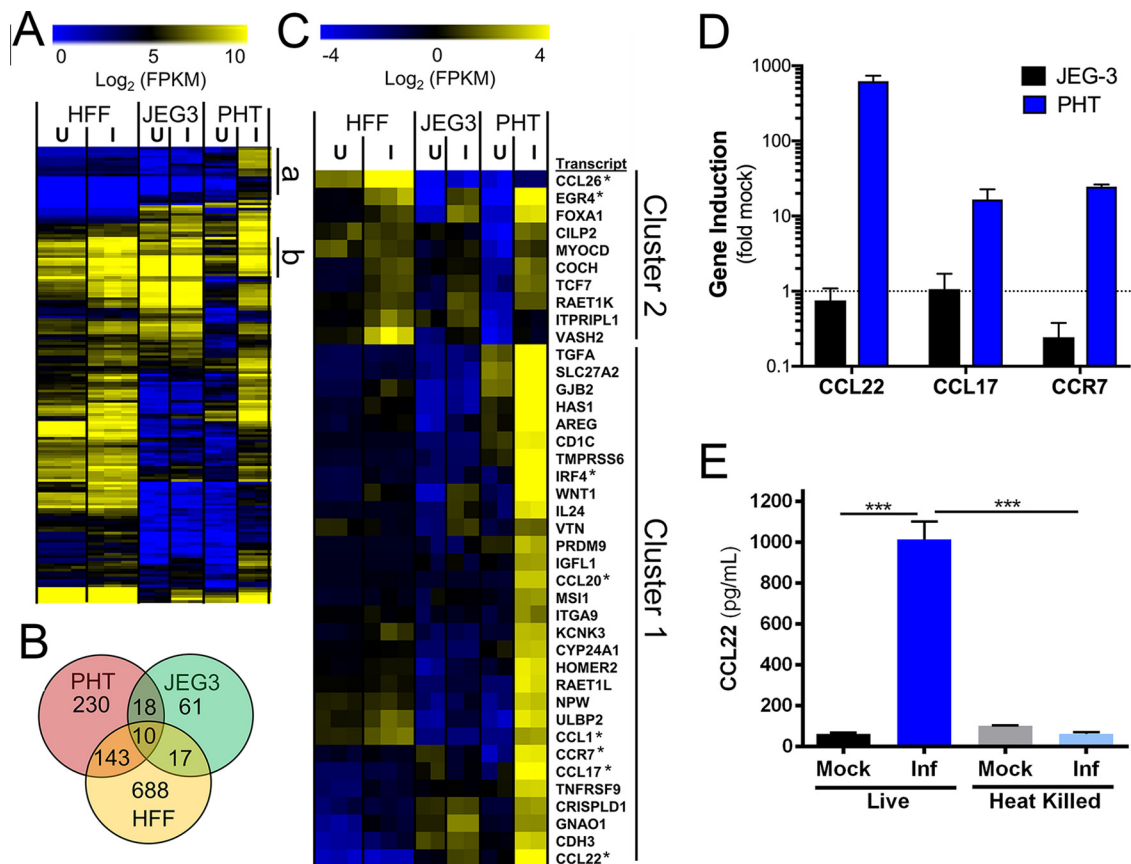 A
0 5 10
Log2 (FPKM)
HFF JEG3 PHT
U I U I U I
a
b
B
PHT
230
JEG3
61
18
10
143
17
688
HFF
C
-4 0 4
Log2 (FPKM)
HFF JEG3 PHT
U I U I U I
Transcript
CCL26*
EGR4*
FOXA1
CILP2
MYOCD
COCH
TCF7
RAET1K
ITPRIPL1
VASH2
TGFA
SLC27A2
GJB2
HAS1
AREG
CD1C
TMPRSS6
IRF4*
WNT1
IL24
VTN
PRDM9
IGFL1
CCL20*
MSI1
ITGA9
KCNK3
CYP24A1
HOMER2
RAET1L
NPW
ULBP2
CCL1*
CCR7*
CCL17*
TNFRSF9
CRISPLD1
GNAO1
CDH3
CCL22*
Cluster 2
Cluster 1
D
JEG-3
PHT
Gene Induction
(fold mock)
1000
100
10
1
0.1
CCL22 CCL17 CCR7
E
CCL22 (pg/mL)
1200
1000
800
600
400
200
0
*** ***
Mock Inf Mock Inf
Live Heat Killed